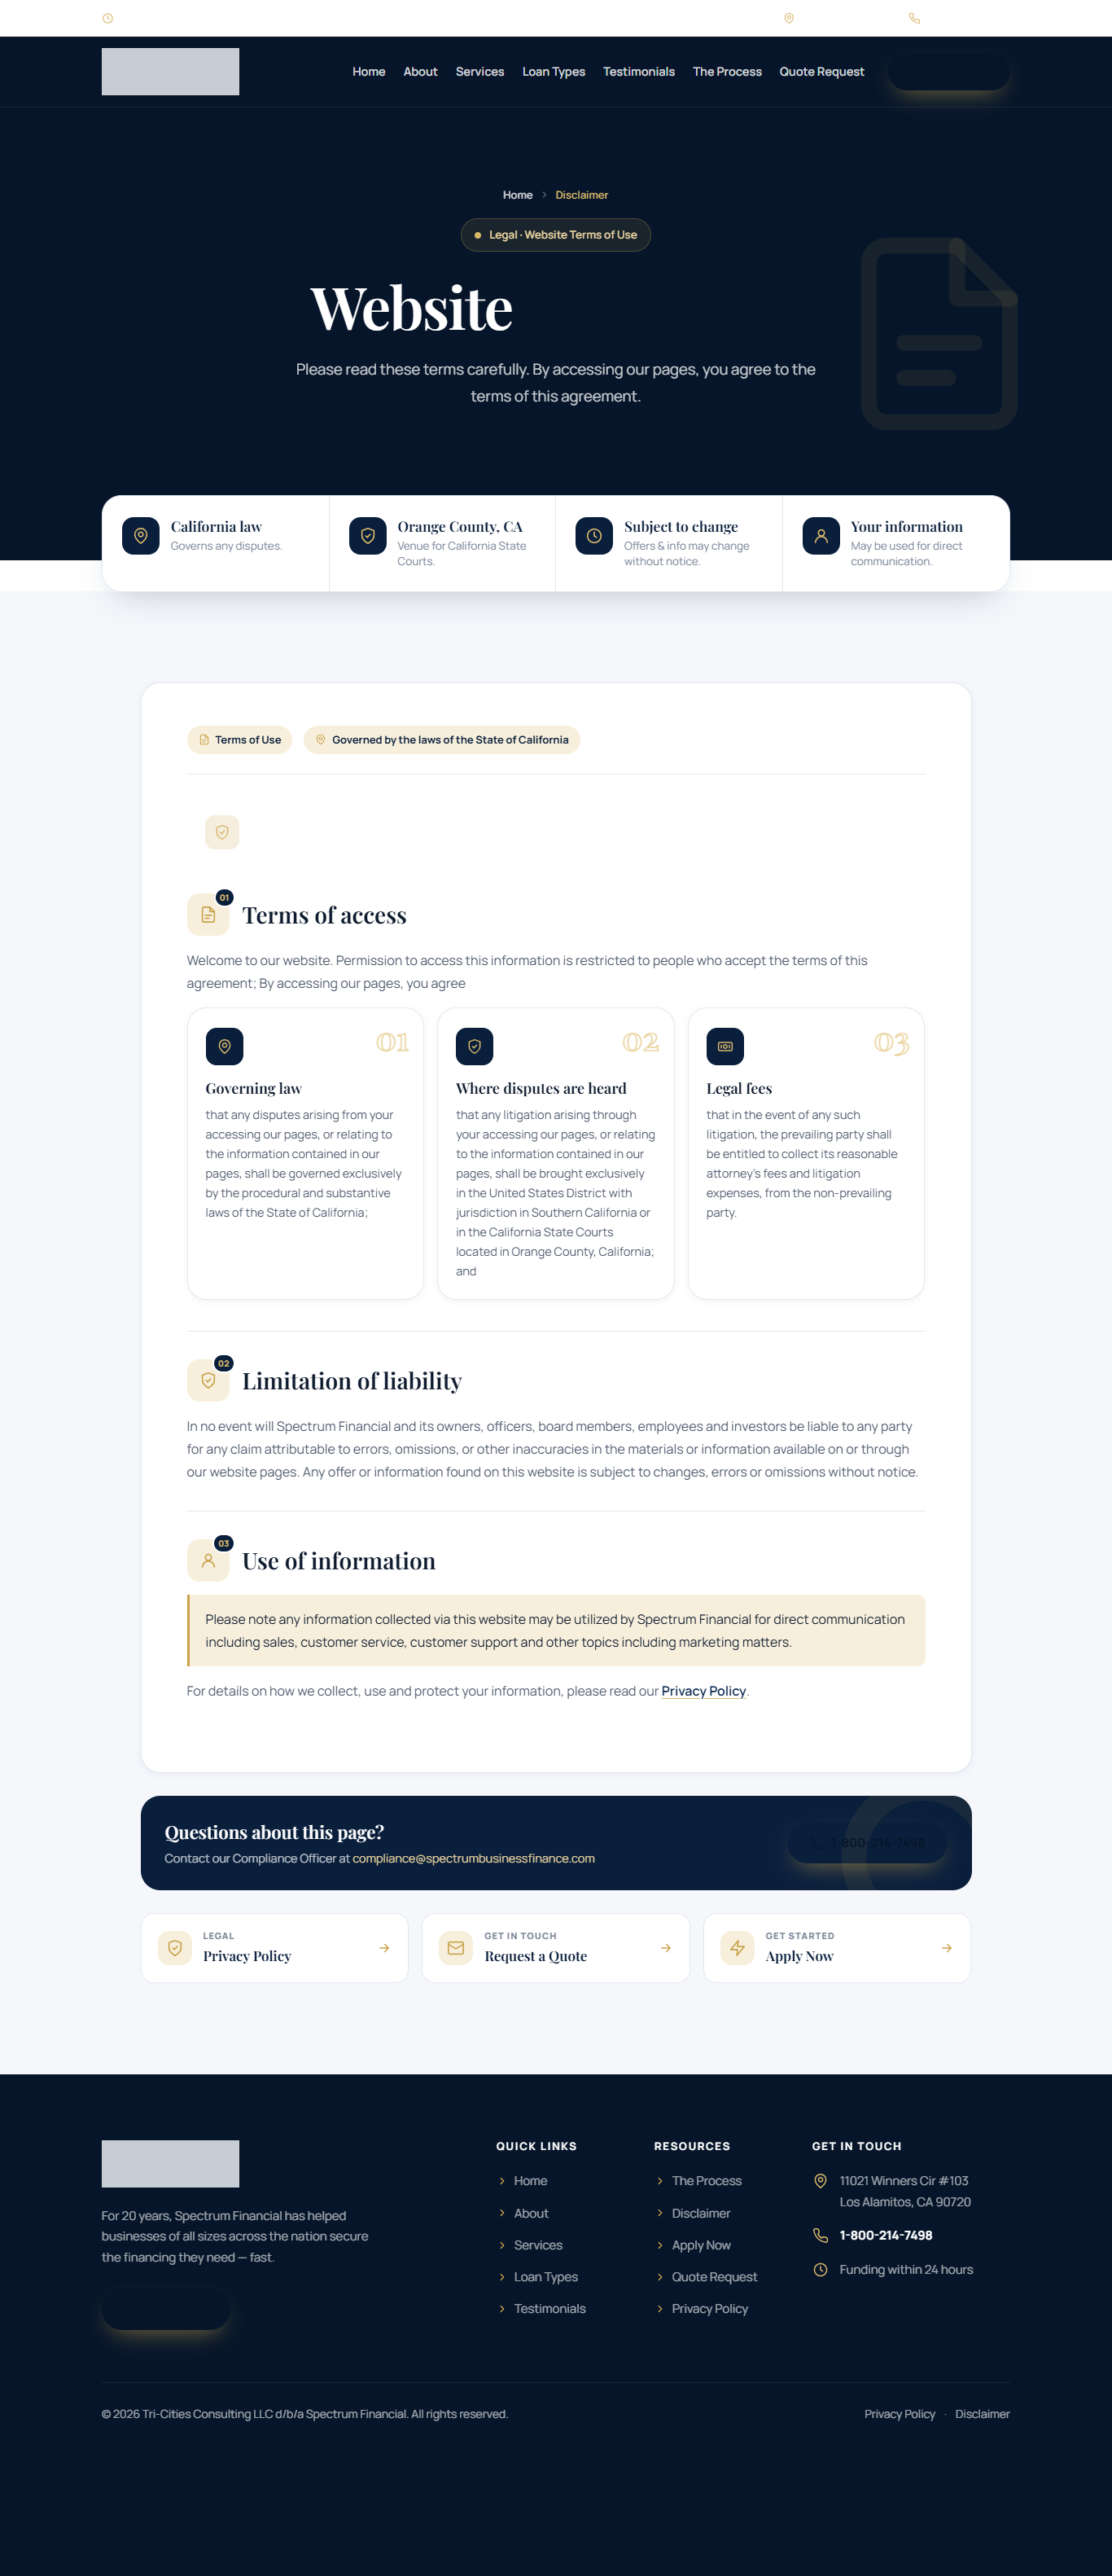 Home About Services Loan Types Testimonials The Process Quote Request
Home > Disclaimer
Legal · Website Terms of Use
Website
Please read these terms carefully. By accessing our pages, you agree to the
terms of this agreement.
California law
Governs any disputes.
Orange County, CA
Venue for California State
Courts.
Subject to change
Offers & info may change
without notice.
Your information
May be used for direct
communication.
Terms of Use
Governed by the laws of the State of California
01
Terms of access
Welcome to our website. Permission to access this information is restricted to people who accept the terms of this
agreement; By accessing our pages, you agree
01
Governing law
that any disputes arising from your
accessing our pages, or relating to
the information contained in our
pages, shall be governed exclusively
by the procedural and substantive
laws of the State of California;
02
Where disputes are heard
that any litigation arising through
your accessing our pages, or relating
to the information contained in our
pages, shall be brought exclusively
in the United States District with
jurisdiction in Southern California or
in the California State Courts
located in Orange County, California;
and
03
Legal fees
that in the event of any such
litigation, the prevailing party shall
be entitled to collect its reasonable
attorney's fees and litigation
expenses, from the non-prevailing
party.
02
Limitation of liability
In no event will Spectrum Financial and its owners, officers, board members, employees and investors be liable to any party
for any claim attributable to errors, omissions, or other inaccuracies in the materials or information available on or through
our website pages. Any offer or information found on this website is subject to changes, errors or omissions without notice.
03
Use of information
Please note any information collected via this website may be utilized by Spectrum Financial for direct communication
including sales, customer service, customer support and other topics including marketing matters.
For details on how we collect, use and protect your information, please read our Privacy Policy.
Questions about this page?
Contact our Compliance Officer at compliance@spectrumbusinessfinance.com
1-800-214-7498
LEGAL
Privacy Policy
GET IN TOUCH
Request a Quote
GET STARTED
Apply Now
For 20 years, Spectrum Financial has helped
businesses of all sizes across the nation secure
the financing they need — fast.
QUICK LINKS
Home
About
Services
Loan Types
Testimonials
RESOURCES
The Process
Disclaimer
Apply Now
Quote Request
Privacy Policy
GET IN TOUCH
11021 Winners Cir #103
Los Alamitos, CA 90720
1-800-214-7498
Funding within 24 hours
© 2026 Tri-Cities Consulting LLC d/b/a Spectrum Financial. All rights reserved.
Privacy Policy · Disclaimer